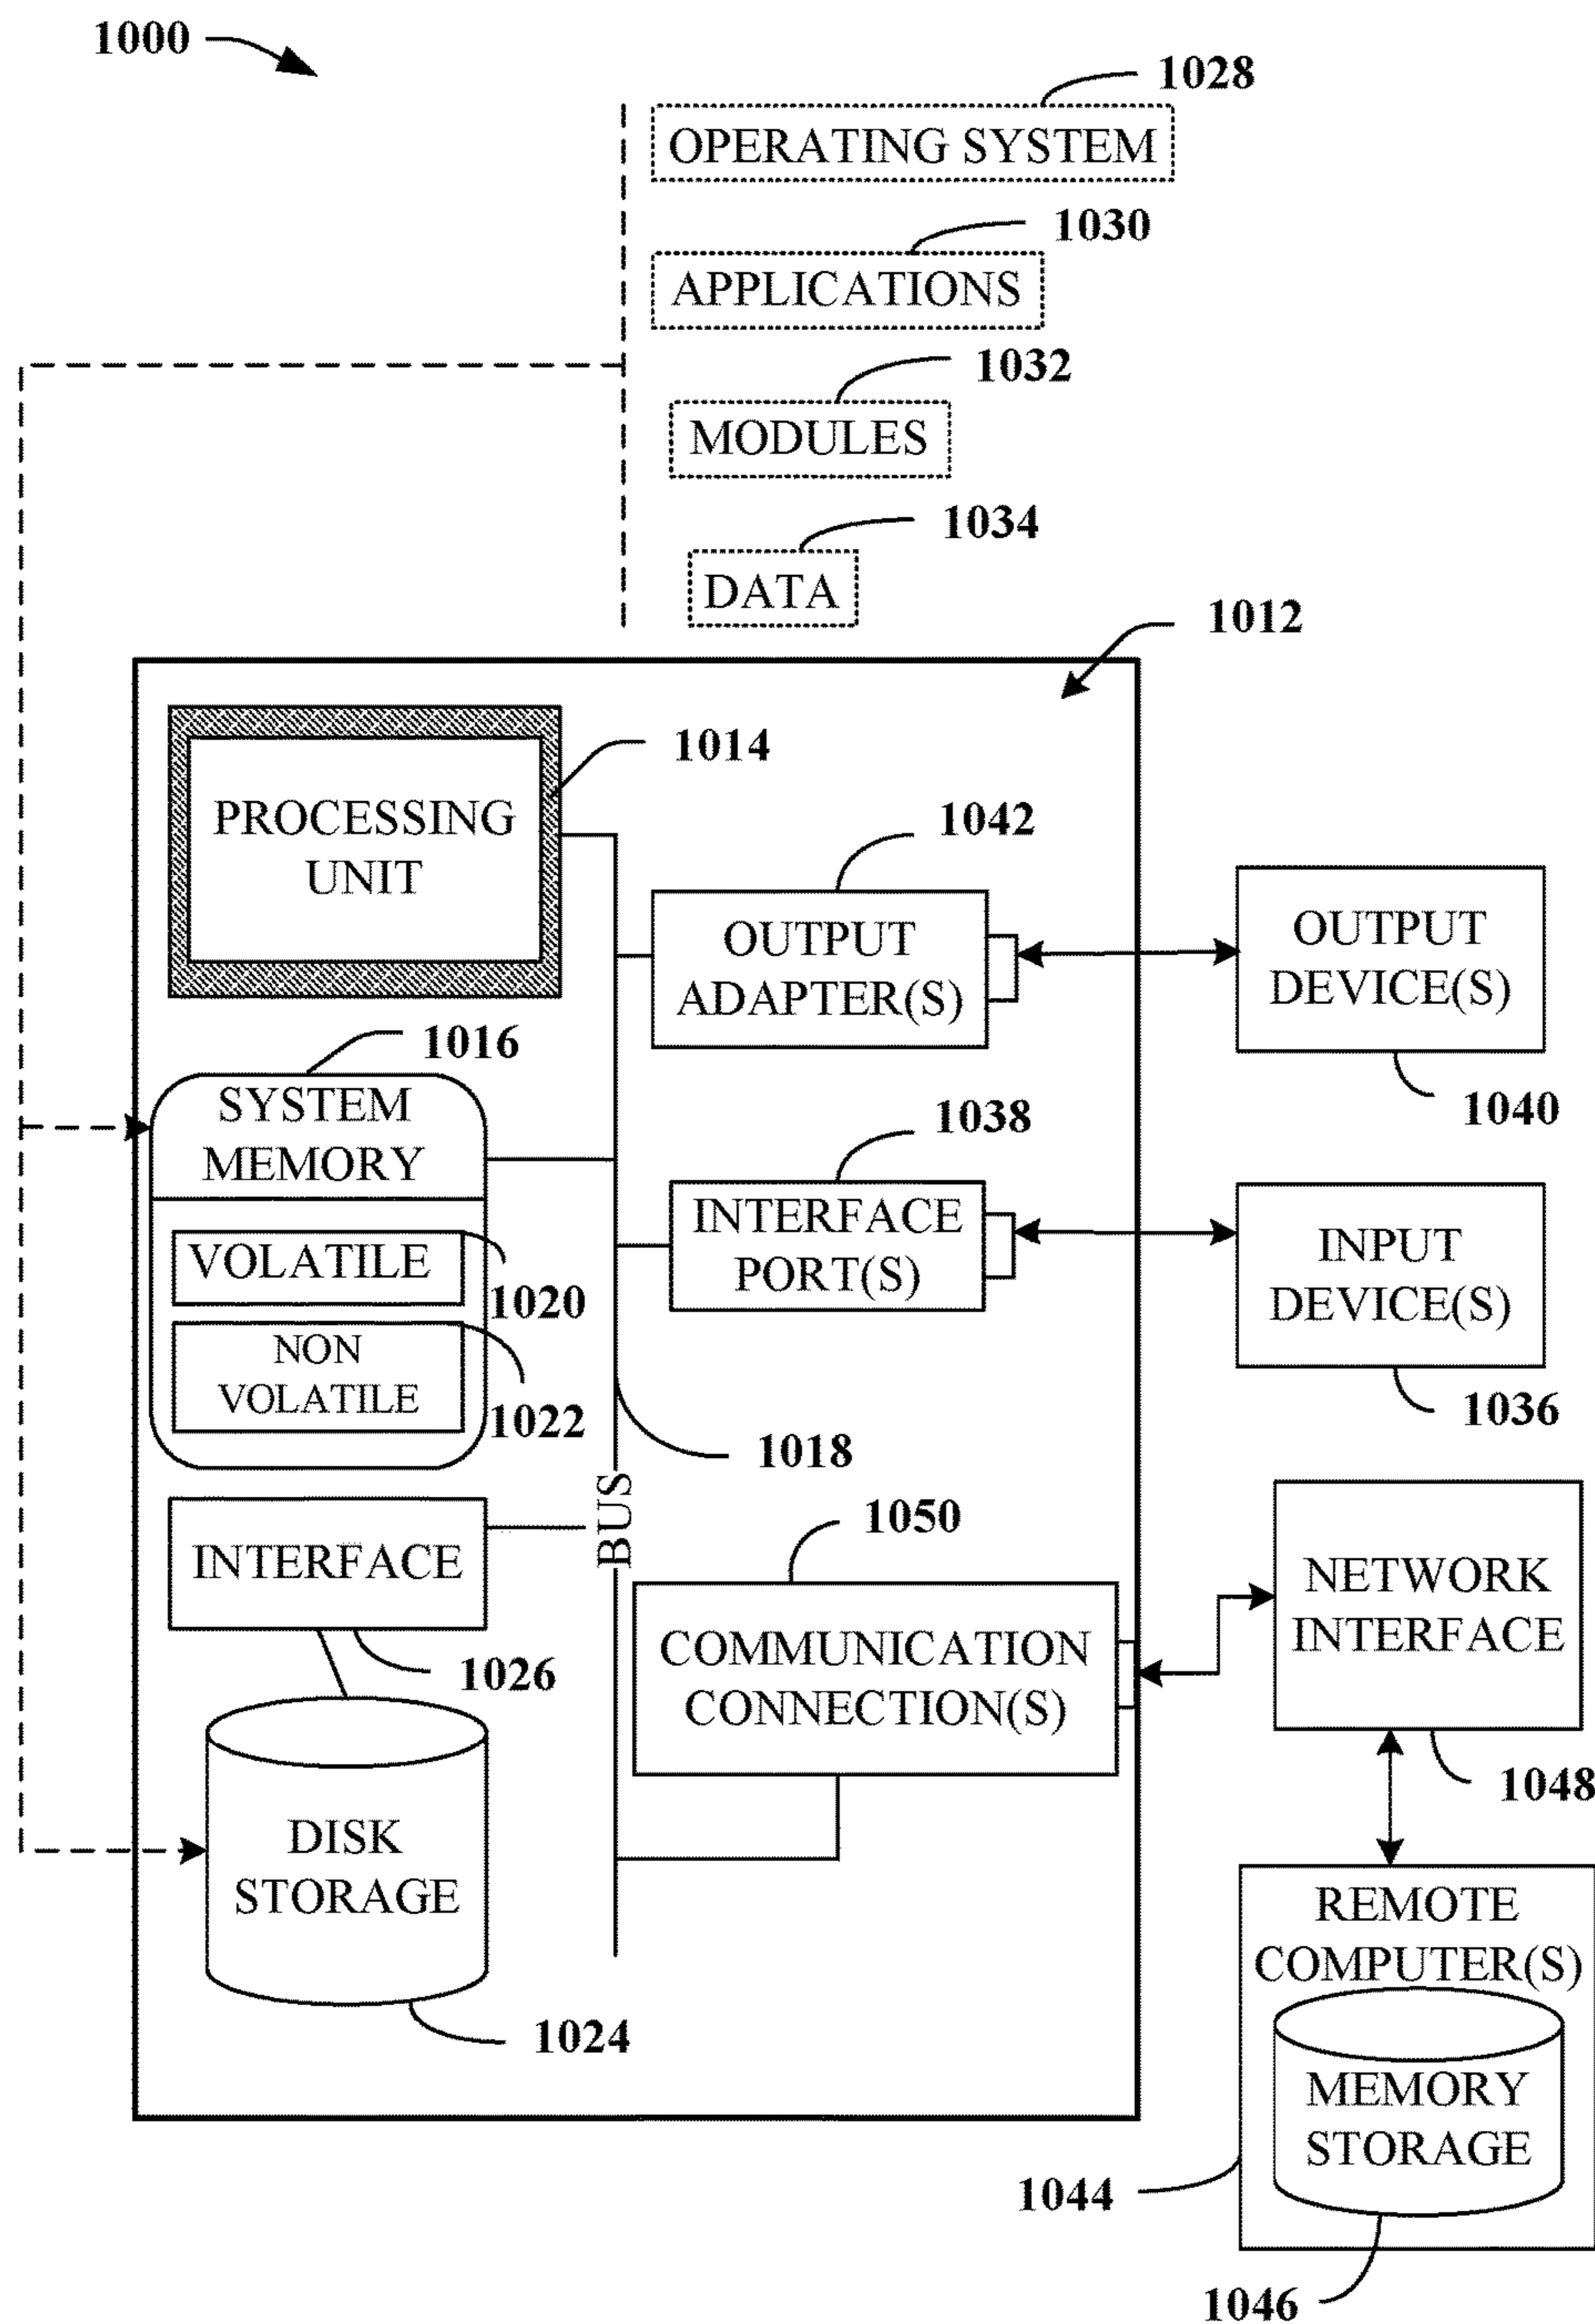 1000
1028
OPERATING SYSTEM
1030
APPLICATIONS
1032
MODULES
1034
DATA
1012
1014
PROCESSING
UNIT
1042
OUTPUT
ADAPTER(S)
OUTPUT
DEVICE(S)
1040
1016
SYSTEM
MEMORY
1038
INTERFACE
PORT(S)
INPUT
DEVICE(S)
1036
VOLATILE
1020
NON
VOLATILE
1022
1018
BUS
INTERFACE
1026
1050
COMMUNICATION
CONNECTION(S)
NETWORK
INTERFACE
1048
DISK
STORAGE
1024
REMOTE
COMPUTER(S)
MEMORY
STORAGE
1044
1046